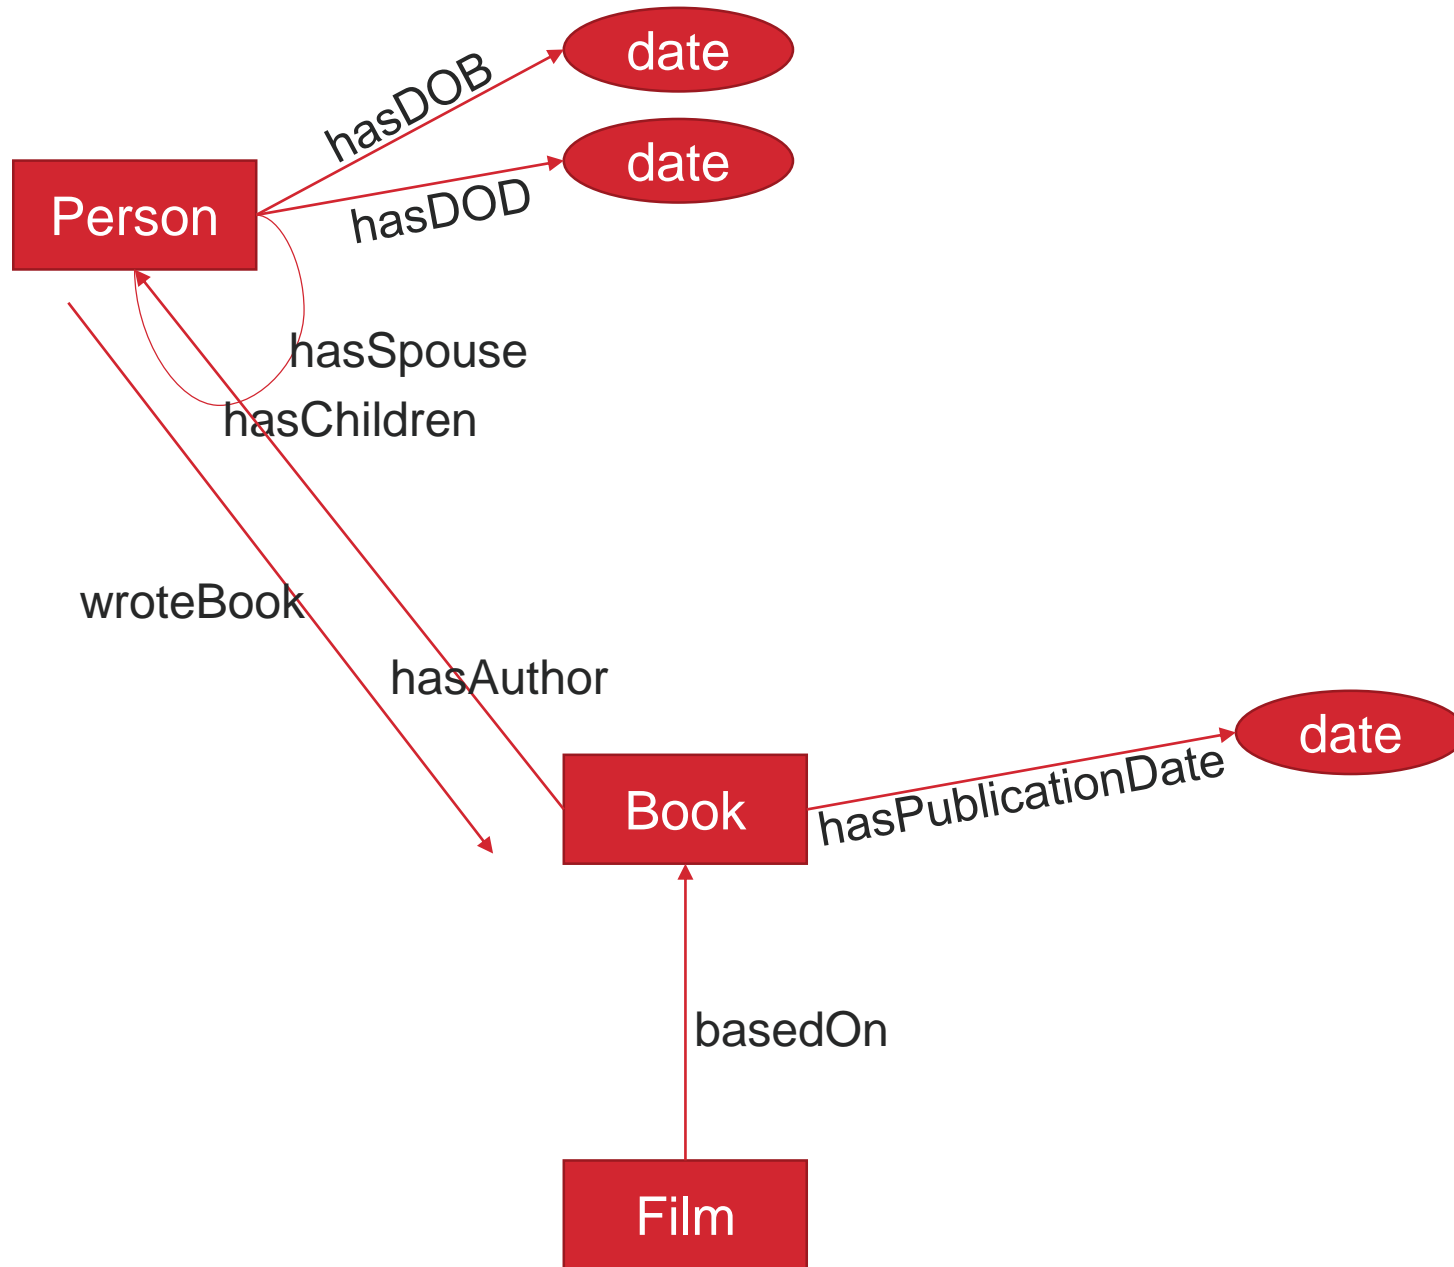 date
hasDOB
date
hasDOD
Person
hasSpouse
hasChildren
wroteBook
hasAuthor
date
hasPublicationDate
Book
basedOn
Film